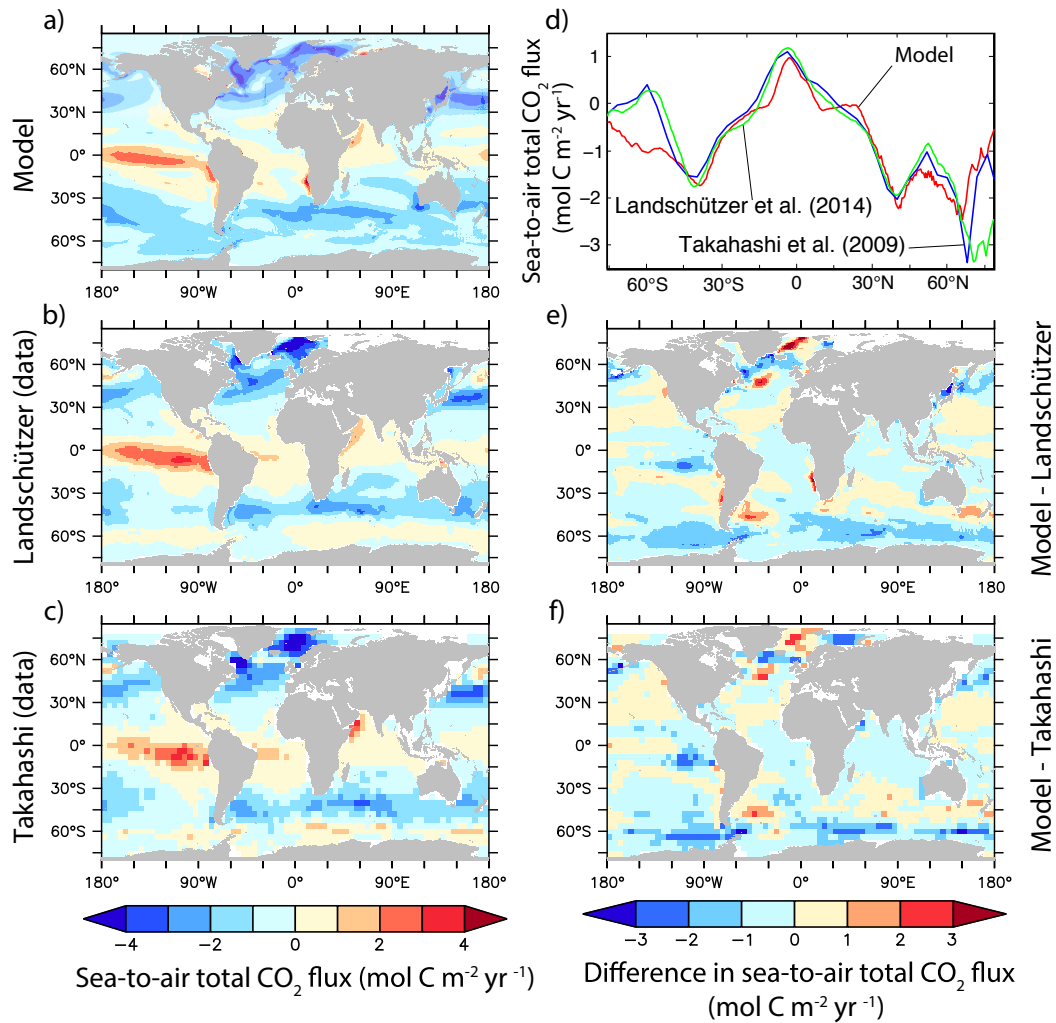 a)
Model
60°N
30°N
0°
30°S
60°S
180°
90°W
0°
90°E
180°
d)
Sea-to-air total CO2 flux
(mol C m-2 yr-1)
1
0
−1
−2
−3
Model
Landschützer et al. (2014)
Takahashi et al. (2009)
60°S
30°S
0
30°N
60°N
b)
Landschützer (data)
60°N
30°N
0°
30°S
60°S
180°
90°W
0°
90°E
180°
e)
Model - Landschützer
60°N
30°N
0°
30°S
60°S
180°
90°W
0°
90°E
180°
c)
Takahashi (data)
60°N
30°N
0°
30°S
60°S
180°
90°W
0°
90°E
180°
f)
Model - Takahashi
60°N
30°N
0°
30°S
60°S
180°
90°W
0°
90°E
180°
−4 −2 0 2 4
Sea-to-air total CO2 flux (mol C m-2 yr -1)
−3 −2 −1 0 1 2 3
Difference in sea-to-air total CO2 flux
(mol C m-2 yr -1)